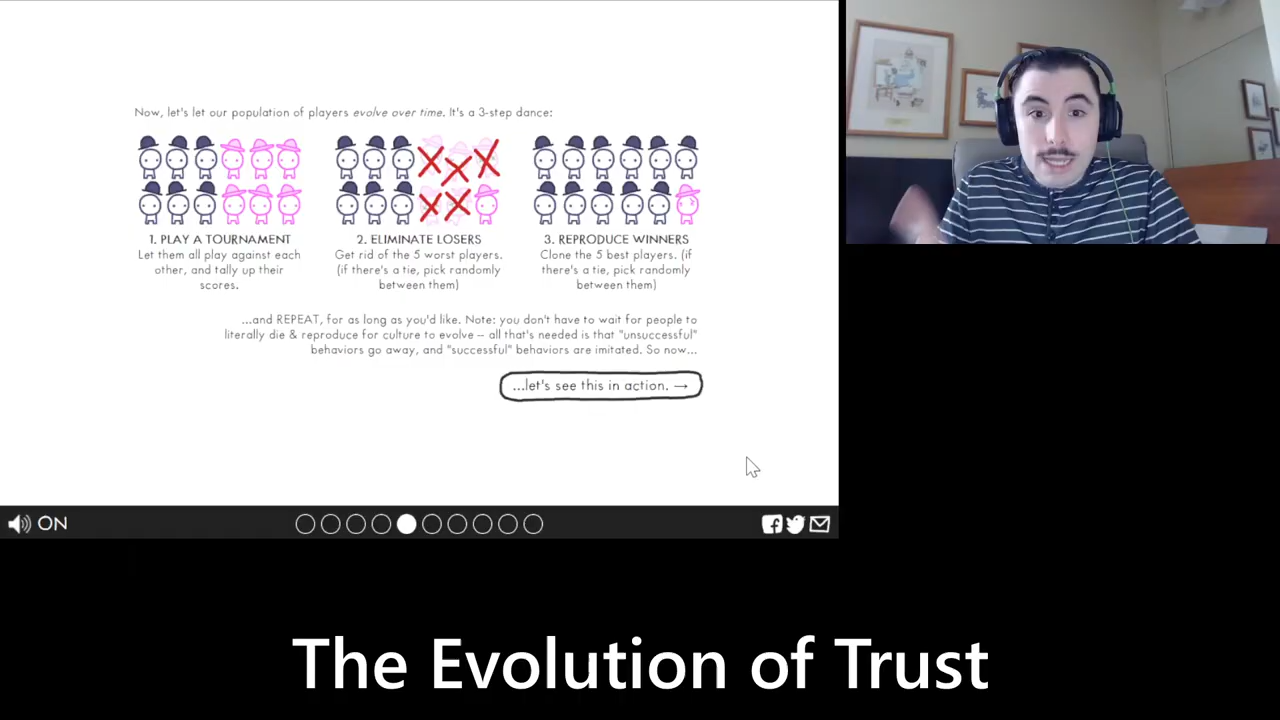 Now, let's let our population of players evolve over time. It's a 3-step dance:
1. PLAY A TOURNAMENT
Let them all play against each
other, and tally up their
scores.
2. ELIMINATE LOSERS
Get rid of the 5 worst players.
(if there's a tie, pick randomly
between them)
3. REPRODUCE WINNERS
Clone the 5 best players. (if
there's a tie, pick randomly
between them)
...and REPEAT, for as long as you'd like. Note: you don't have to wait for people to
literally die & reproduce for culture to evolve -- all that's needed is that "unsuccessful"
behaviors go away, and "successful" behaviors are imitated. So now...
...let's see this in action. →
ON
The Evolution of Trust